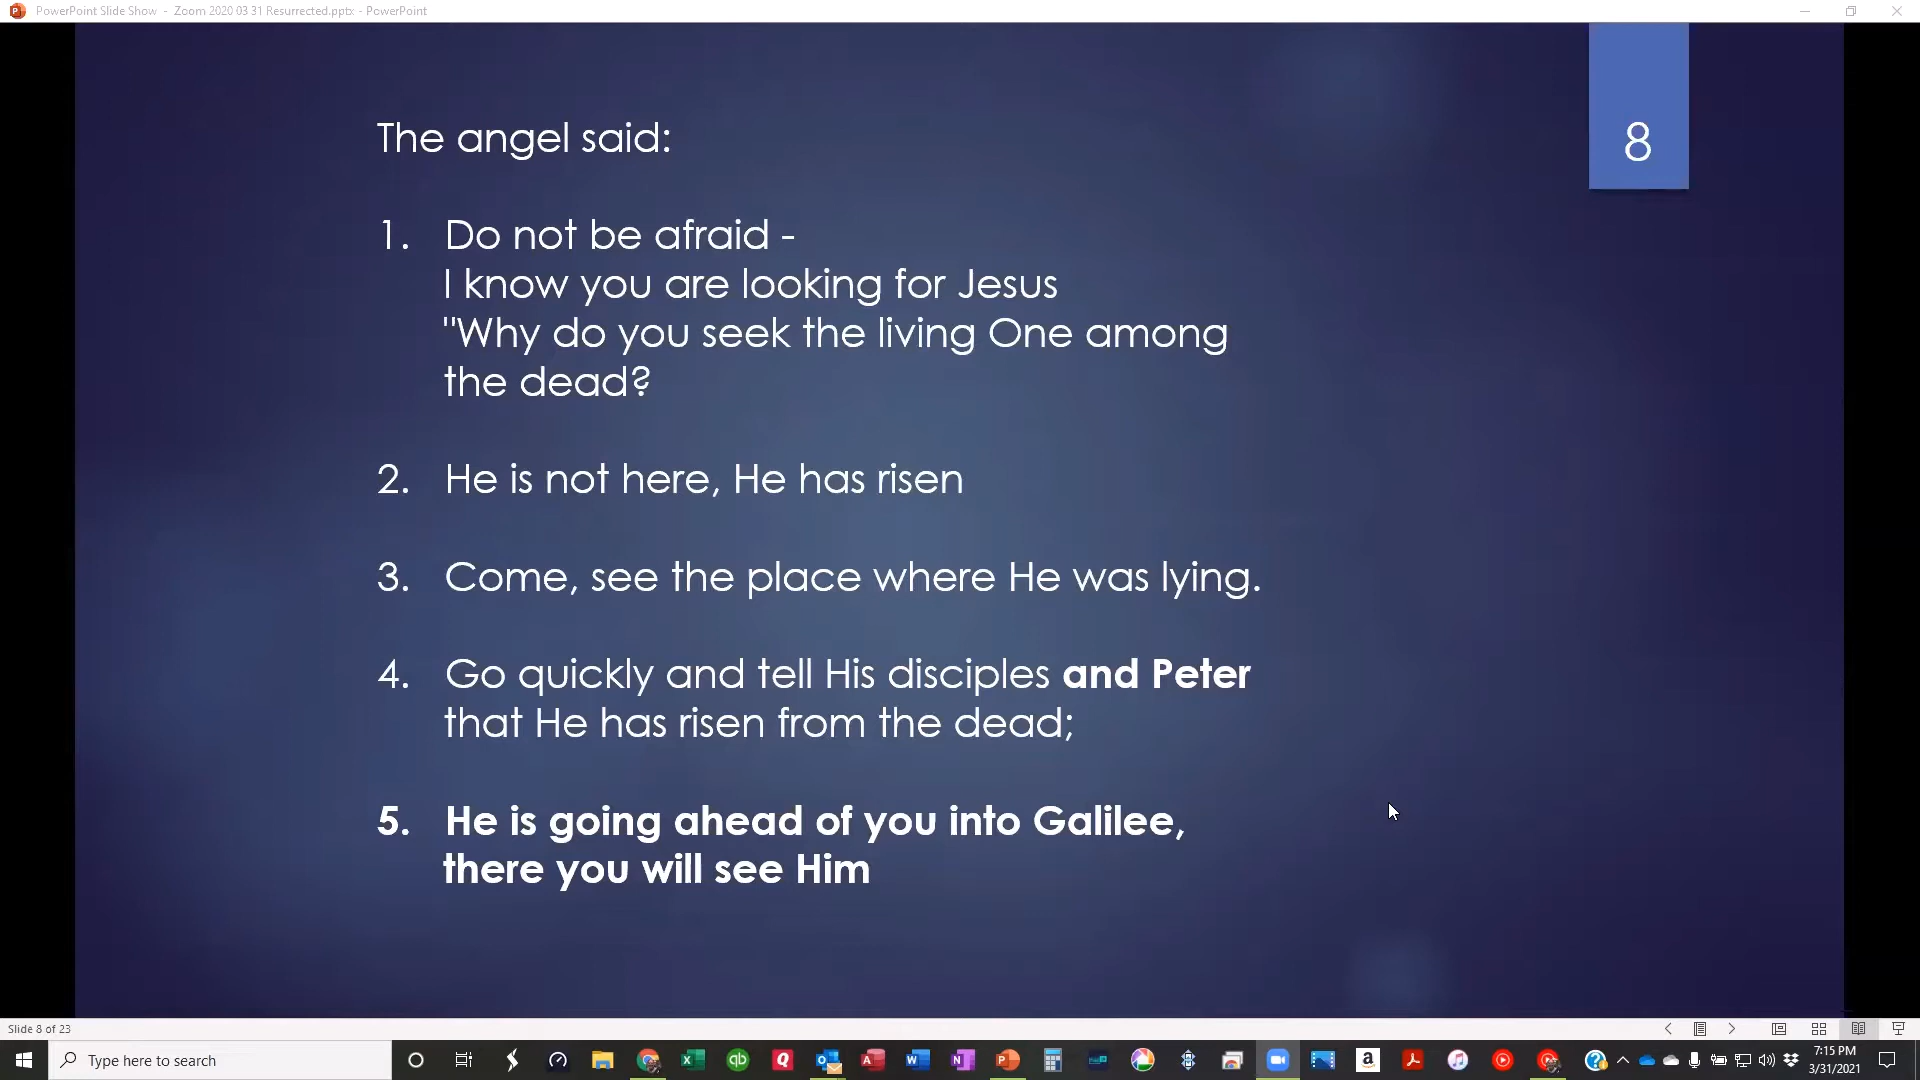 PowerPoint Slide Show - Zoom 2020 03 31 Resurrected.pptx - PowerPoint
8
The angel said:
1. Do not be afraid -
I know you are looking for Jesus
"Why do you seek the living One among
the dead?
2. He is not here, He has risen
3. Come, see the place where He was lying.
4. Go quickly and tell His disciples and Peter
that He has risen from the dead;
5. He is going ahead of you into Galilee,
there you will see Him
Slide 8 of 23
Type here to search
7:15 PM
3/31/2021